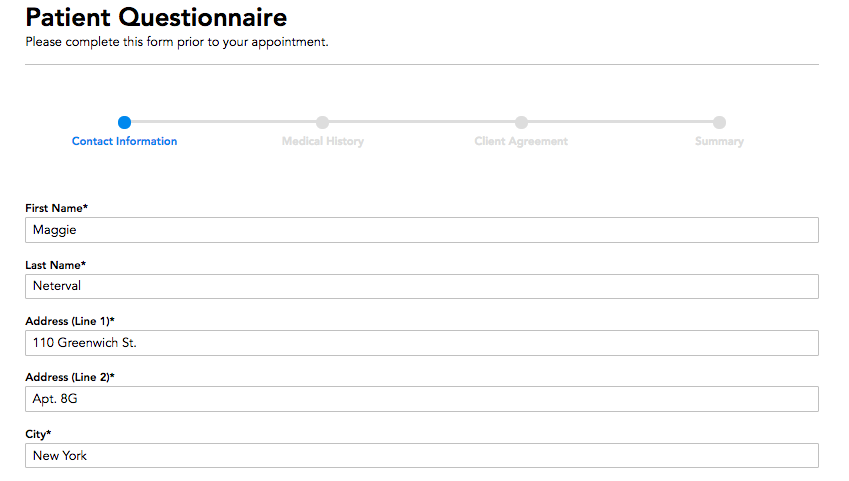 Patient Questionnaire
Please complete this form prior to your appointment.
Contact Information Medical History Client Agreement Summary
First Name*
Maggie
Last Name*
Neterval
Address (Line 1)*
110 Greenwich St.
Address (Line 2)*
Apt. 8G
City*
New York